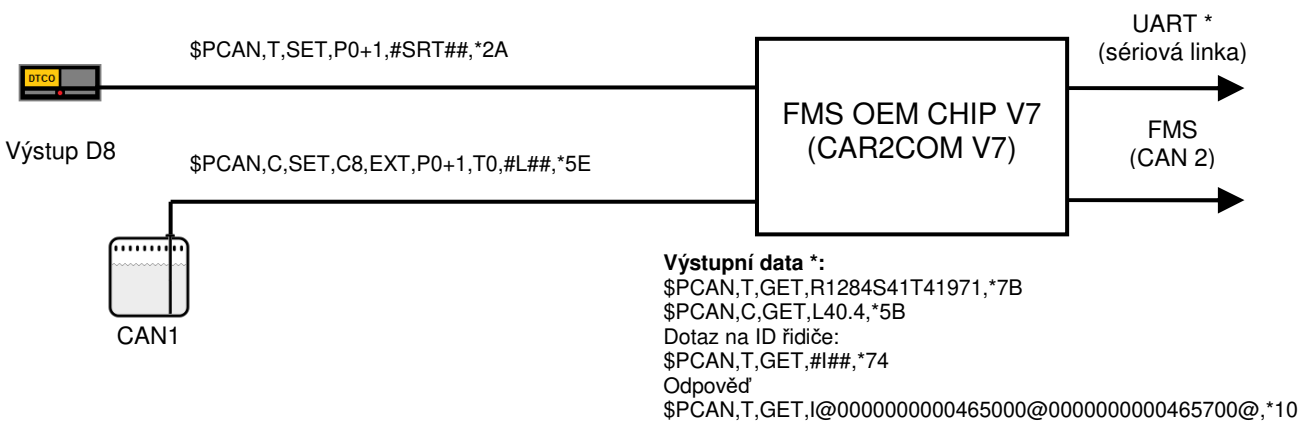 UART *
(sériová linka)
$PCAN,T,SET,P0+1,#SRT##,*2A
DTCO
FMS OEM CHIP V7
(CAR2COM V7)
FMS
(CAN 2)
Výstup D8
$PCAN,C,SET,C8,EXT,P0+1,T0,#L##,*5E
CAN1
Výstupní data *:
$PCAN,T,GET,R1284S41T41971,*7B
$PCAN,C,GET,L40.4,*5B
Dotaz na ID řidiče:
$PCAN,T,GET,#I##,*74
Odpověď
$PCAN,T,GET,I@0000000000465000@0000000000465700@,*10